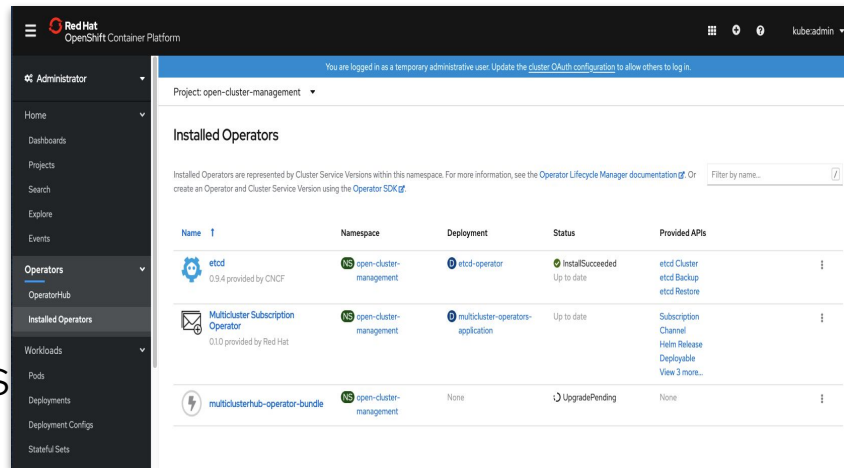 Red Hat
OpenShift Container Platform
kube:admin
You are logged in as a temporary administrative user. Update the cluster OAuth configuration to allow others to log in.
Administrator
Project: open-cluster-management
Home
Dashboards
Projects
Search
Explore
Events
Operators
OperatorHub
Installed Operators
Workloads
Pods
Deployments
Deployment Configs
Stateful Sets
S
Installed Operators
Installed Operators are represented by Cluster Service Versions within this namespace. For more information, see the Operator Lifecycle Manager documentation. Or
create an Operator and Cluster Service Version using the Operator SDK.
Filter by name...
/
Name Namespace Deployment Status Provided APIs
etcd
0.9.4 provided by CNCF
NS open-cluster-
management
D etcd-operator
InstallSucceeded
Up to date
etcd Cluster
etcd Backup
etcd Restore
Multicluster Subscription
Operator
0.1.0 provided by Red Hat
NS open-cluster-
management
D multicluster-operators-
application
Up to date
Subscription
Channel
Helm Release
Deployable
View 3 more...
multiclusterhub-operator-bundle
NS open-cluster-
management
None
UpgradePending
None